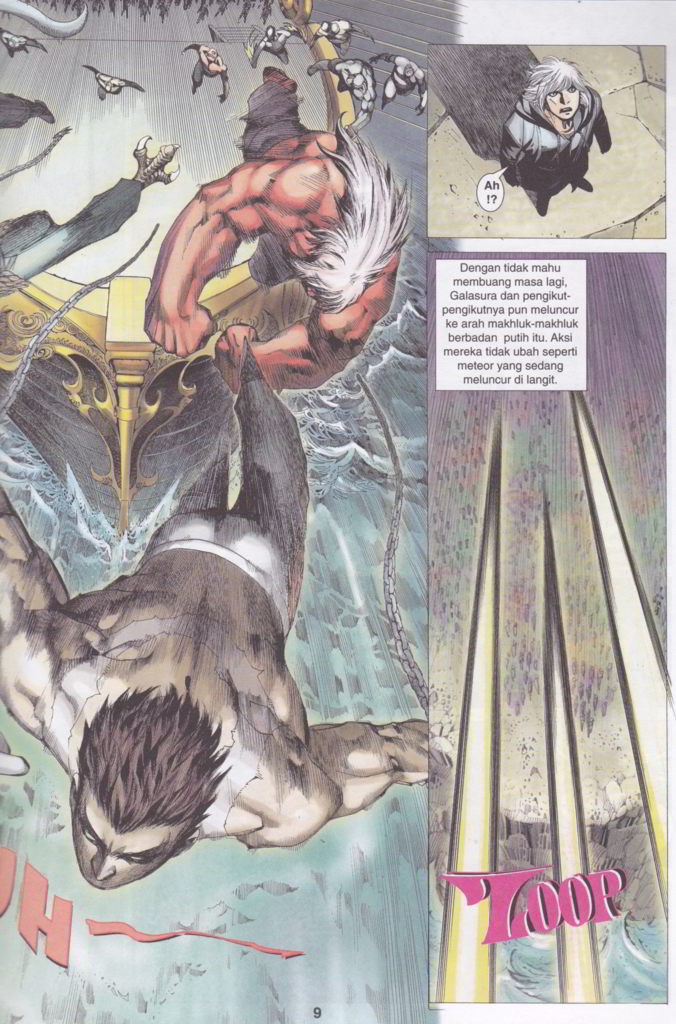 Ah
!?
Dengan tidak mahu
membuang masa lagi,
Galasura dan pengikut-
pengikutnya pun meluncur
ke arah makhluk-makhluk
berbadan putih itu. Aksi
mereka tidak ubah seperti
meteor yang sedang
meluncur di langit.
ZOOP
H
9